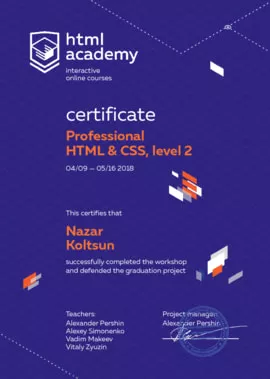 html
academy
interactive
online courses
certificate
Professional
HTML & CSS, level 2
04/09 — 05/16 2018
This certifies that
Nazar
Koltsun
successfully completed the workshop
and defended the graduation project
Teachers:
Alexander Pershin
Alexey Simonenko
Vadim Makeev
Vitaly Zyuzin
Project manager:
Alexander Pershin